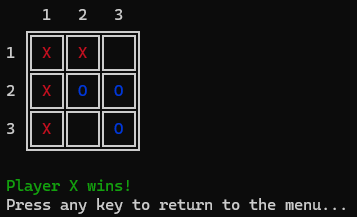 1 2 3
1 X X
2 X O O
3 X O
Player X wins!
Press any key to return to the menu...